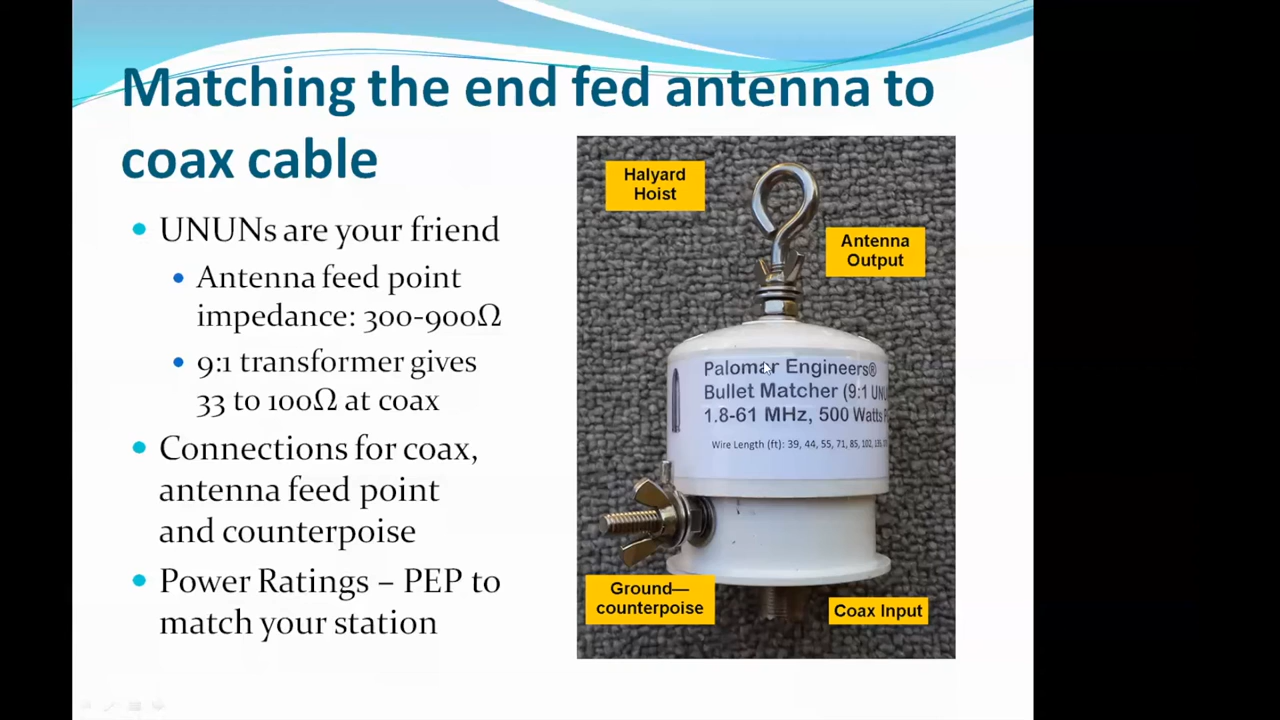 Matching the end fed antenna to
coax cable
UNUNs are your friend
Antenna feed point
impedance: 300-900Ω
9:1 transformer gives
33 to 100Ω at coax
Connections for coax,
antenna feed point
and counterpoise
Power Ratings – PEP to
match your station
Halyard
Hoist
Antenna
Output
Palomar Engineers®
Bullet Matcher (9:1 UNU
1.8-61 MHz, 500 Watts P
Wire Length (ft): 39, 44, 55, 71, 85, 102,
Ground—
counterpoise
Coax Input